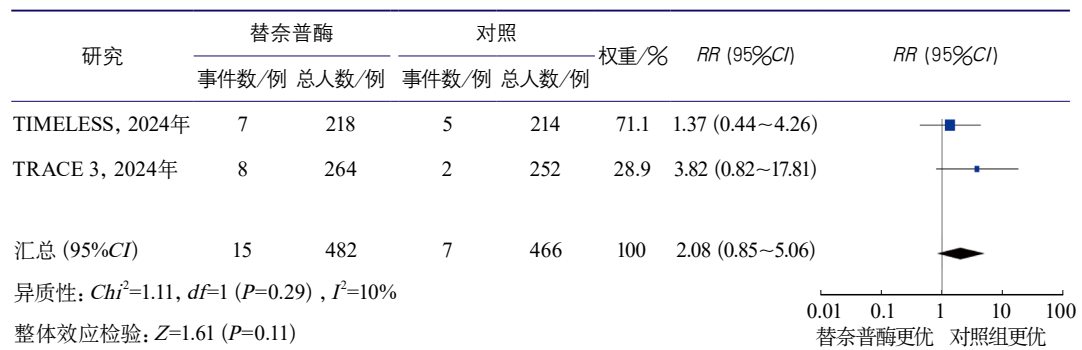 研究 替奈普酶 对照 权重/% RR (95%CI) RR (95%CI)
事件数/例 总人数/例 事件数/例 总人数/例
TIMELESS, 2024年 7 218 5 214 71.1 1.37 (0.44~4.26)
TRACE 3, 2024年 8 264 2 252 28.9 3.82 (0.82~17.81)
汇总 (95%CI) 15 482 7 466 100 2.08 (0.85~5.06)
异质性: Chi²=1.11, df=1 (P=0.29) , I²=10%
整体效应检验: Z=1.61 (P=0.11)
0.01 0.1 1 10 100
替奈普酶更优 对照组更优